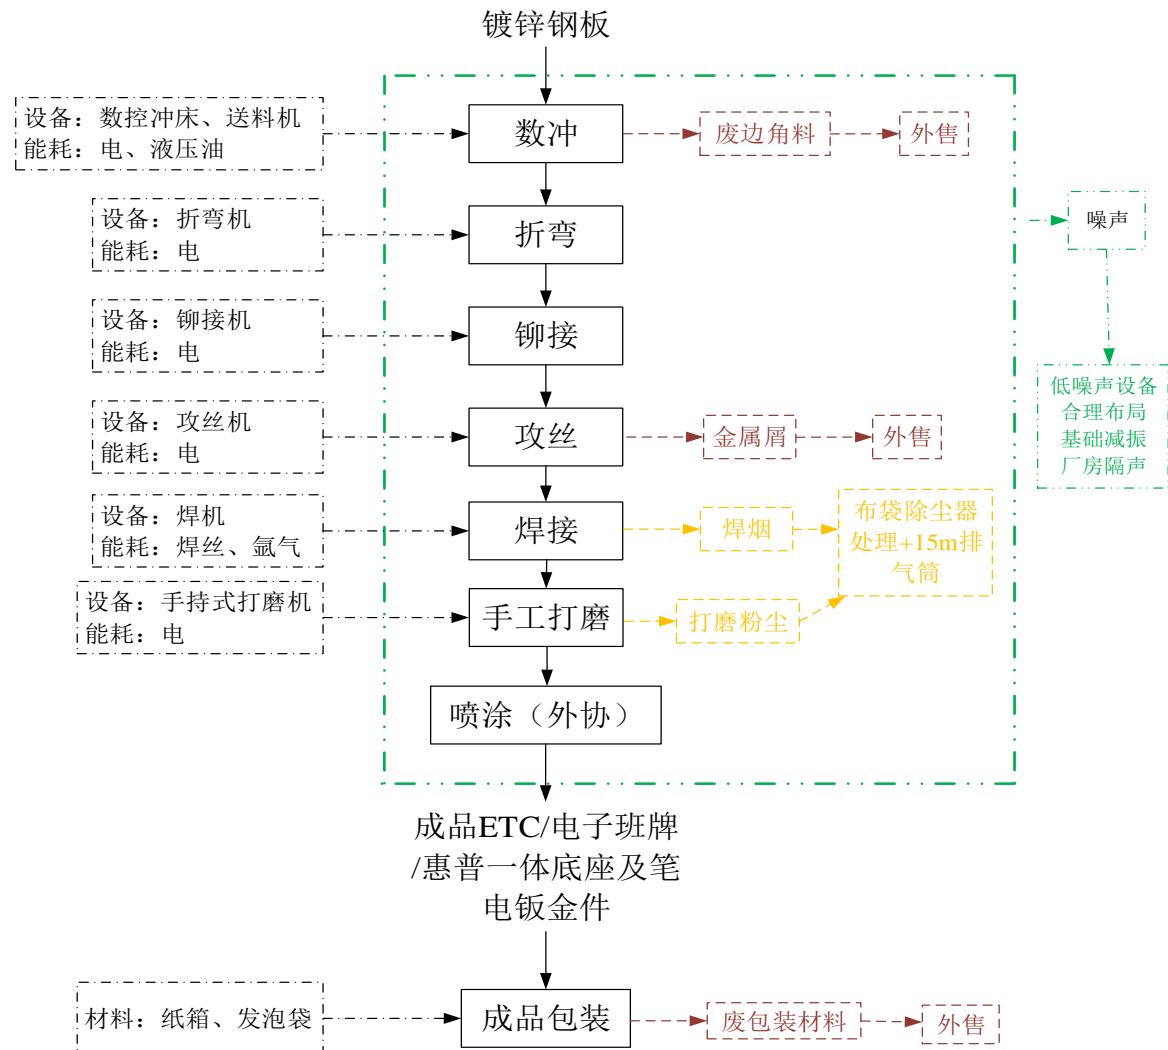 镀锌钢板
设备：数控冲床、送料机
能耗：电、液压油
数冲
废边角料
外售
设备：折弯机
能耗：电
折弯
噪声
设备：铆接机
能耗：电
铆接
低噪声设备
合理布局
基础减振
厂房隔声
设备：攻丝机
能耗：电
攻丝
金属屑
外售
设备：焊机
能耗：焊丝、氩气
焊接
焊烟
布袋除尘器
处理+15m排
气筒
设备：手持式打磨机
能耗：电
手工打磨
打磨粉尘
喷涂（外协）
成品ETC/电子班牌
/惠普一体底座及笔
电钣金件
材料：纸箱、发泡袋
成品包装
废包装材料
外售